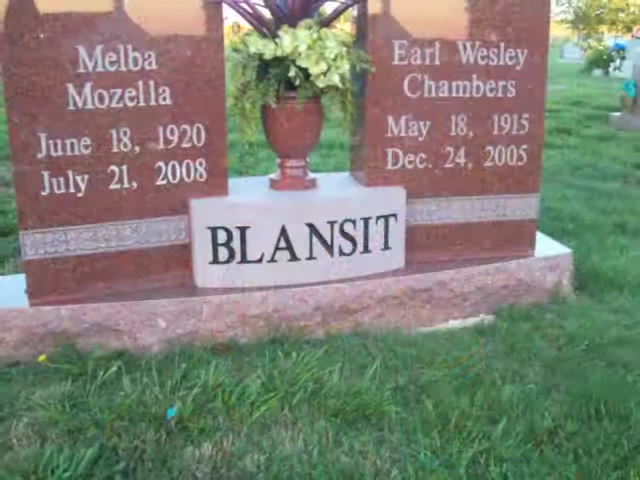 Melba
Mozella
June 18, 1920
July 21, 2008
Earl Wesley
Chambers
May 18, 1915
Dec. 24, 2005
BLANSIT